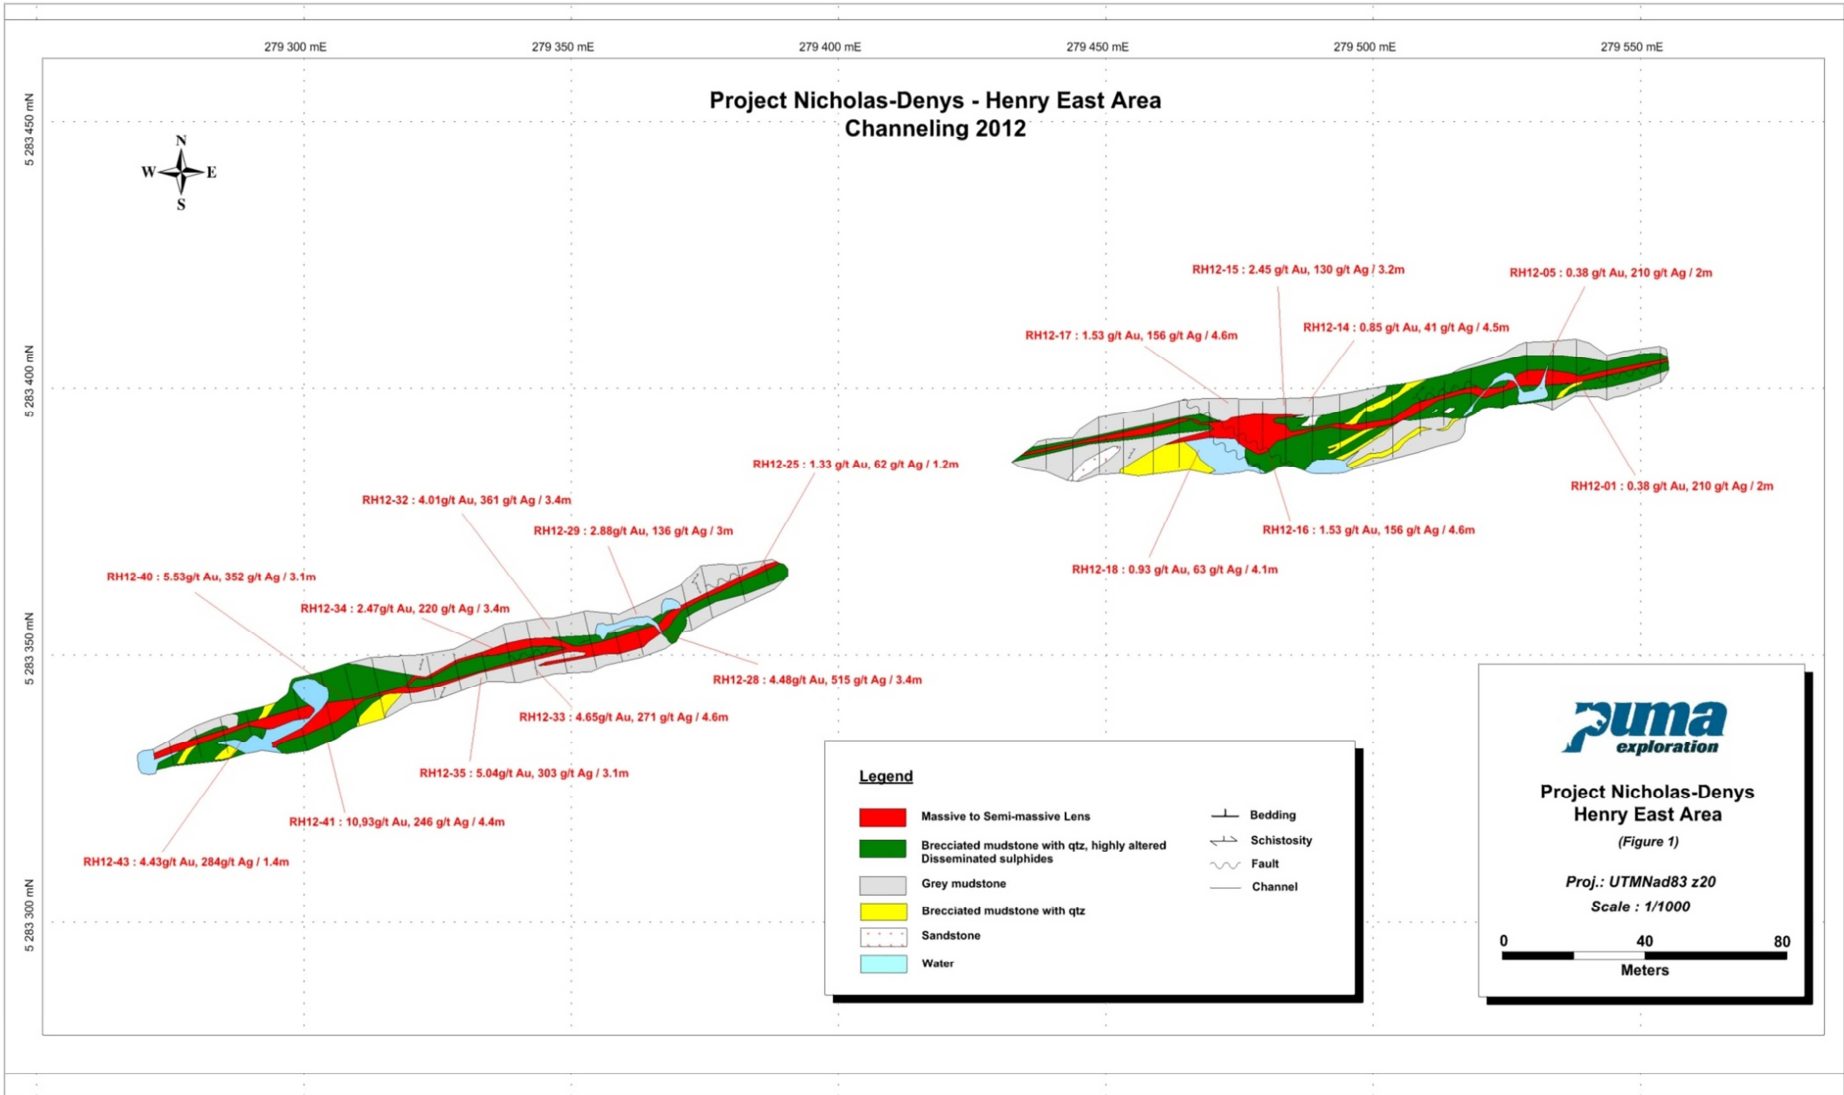 279 300 mE
279 350 mE
279 400 mE
279 450 mE
279 500 mE
279 550 mE
5 283 450 mN
5 283 400 mN
5 283 350 mN
5 283 300 mN
Project Nicholas-Denys - Henry East Area
Channeling 2012
N
W
E
S
RH12-15 : 2.45 g/t Au, 130 g/t Ag / 3.2m
RH12-05 : 0.38 g/t Au, 210 g/t Ag / 2m
RH12-17 : 1.53 g/t Au, 156 g/t Ag / 4.6m
RH12-14 : 0.85 g/t Au, 41 g/t Ag / 4.5m
RH12-25 : 1.33 g/t Au, 62 g/t Ag / 1.2m
RH12-01 : 0.38 g/t Au, 210 g/t Ag / 2m
RH12-32 : 4.01g/t Au, 361 g/t Ag / 3.4m
RH12-29 : 2.88g/t Au, 136 g/t Ag / 3m
RH12-16 : 1.53 g/t Au, 156 g/t Ag / 4.6m
RH12-18 : 0.93 g/t Au, 63 g/t Ag / 4.1m
RH12-40 : 5.53g/t Au, 352 g/t Ag / 3.1m
RH12-34 : 2.47g/t Au, 220 g/t Ag / 3.4m
RH12-28 : 4.48g/t Au, 515 g/t Ag / 3.4m
RH12-33 : 4.65g/t Au, 271 g/t Ag / 4.6m
RH12-35 : 5.04g/t Au, 303 g/t Ag / 3.1m
RH12-41 : 10,93g/t Au, 246 g/t Ag / 4.4m
RH12-43 : 4.43g/t Au, 284g/t Ag / 1.4m
Legend
Massive to Semi-massive Lens
Brecciated mudstone with qtz, highly altered
Disseminated sulphides
Grey mudstone
Brecciated mudstone with qtz
Sandstone
Water
Bedding
Schistosity
Fault
Channel
puma
exploration
Project Nicholas-Denys
Henry East Area
(Figure 1)
Proj.: UTMNad83 z20
Scale : 1/1000
0 40 80
Meters